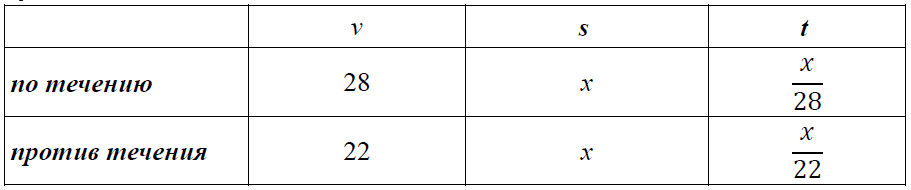 v s t
по течению 28 x x/28
против течения 22 x x/22